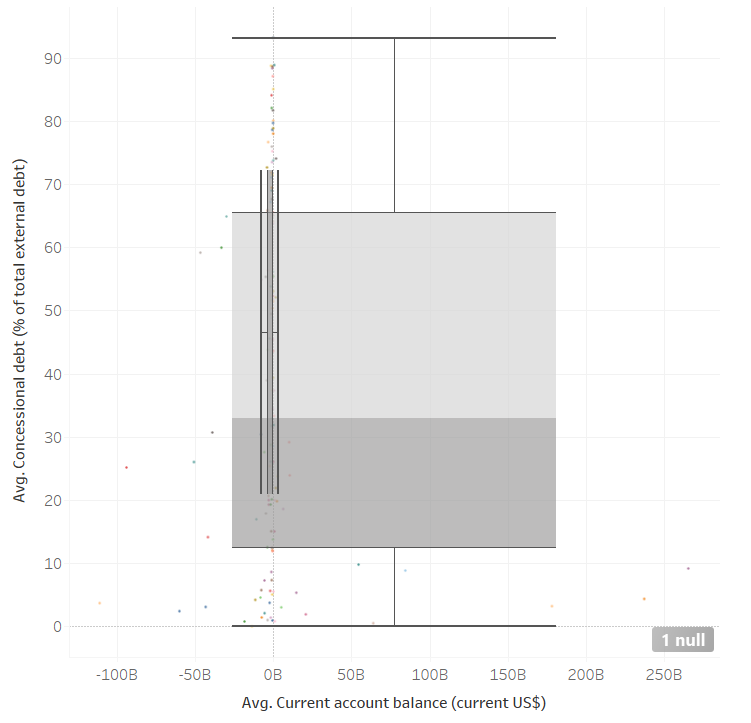 Avg. Concessional debt (% of total external debt)
90
80
70
60
50
40
30
20
10
0
1 null
-100B -50B 0B 50B 100B 150B 200B 250B
Avg. Current account balance (current US$)